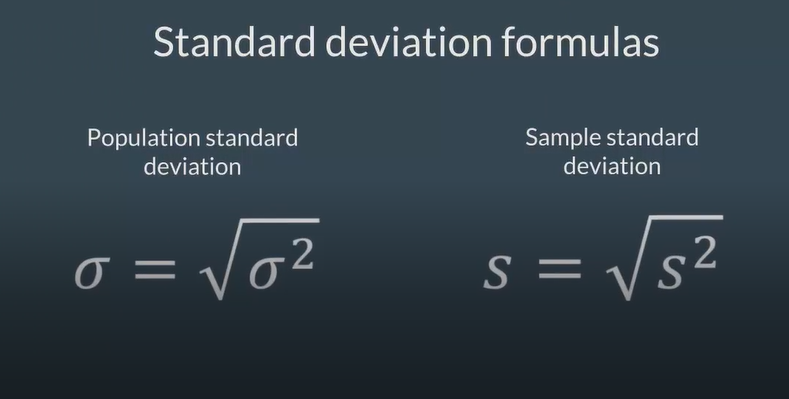 Standard deviation formulas
Population standard
deviation
σ = √σ²
Sample standard
deviation
s = √s²